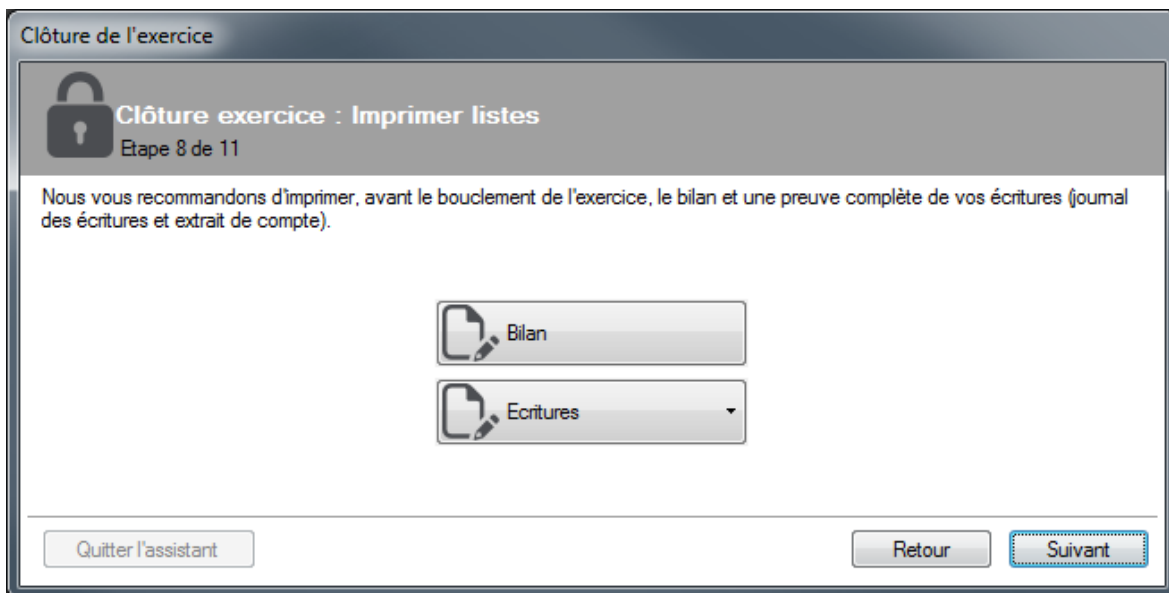 Clôture de l'exercice
Clôture exercice : Imprimer listes
Etape 8 de 11
Nous vous recommandons d'imprimer, avant le bouclement de l'exercice, le bilan et une preuve complète de vos écritures (journal
des écritures et extrait de compte).
Bilan
Ecritures
Quitter l'assistant
Retour
Suivant